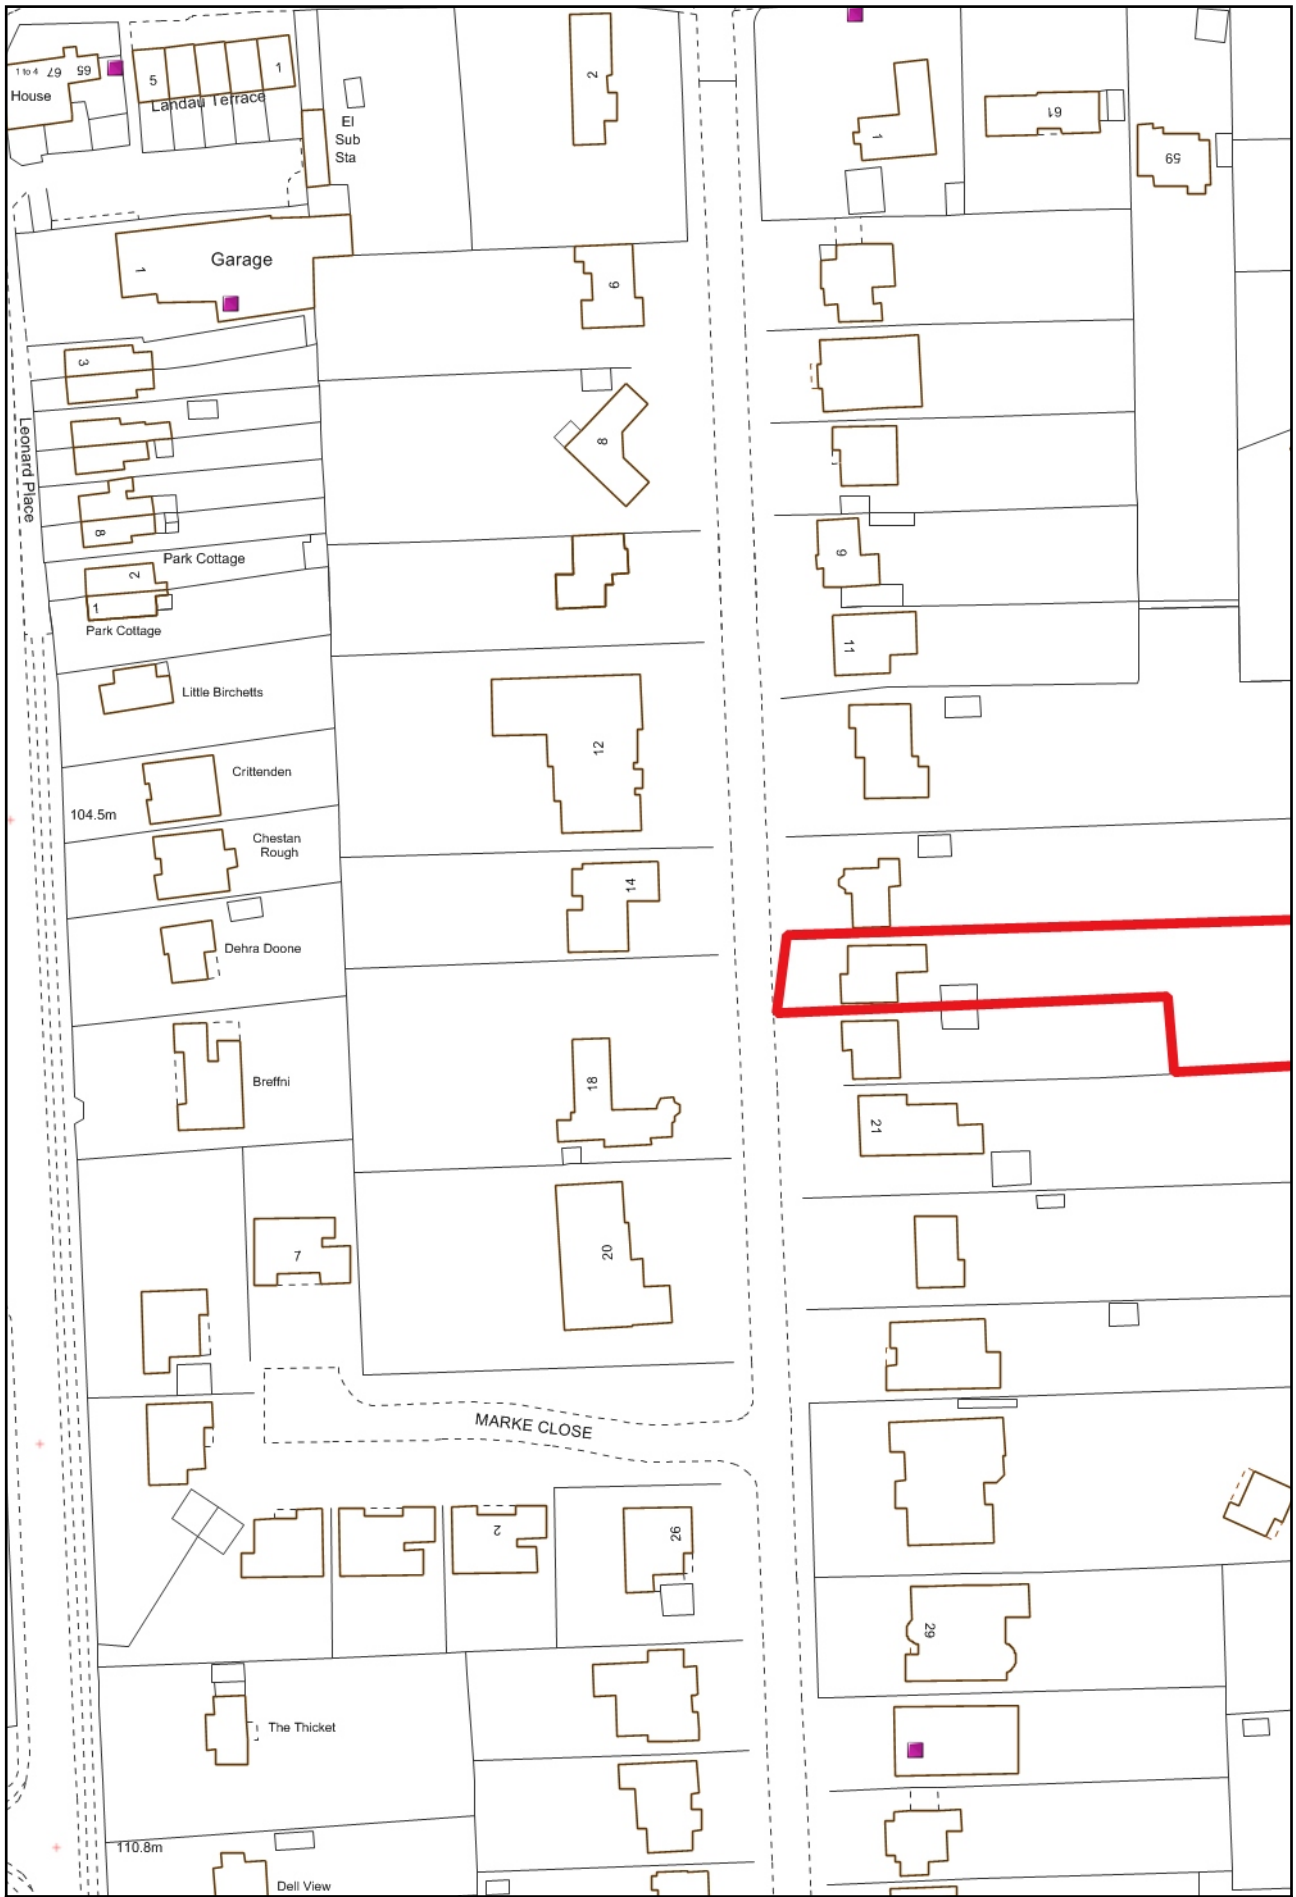 1 to 4
67
65
House
5
1
Landau Terrace
El
Sub
Sta
2
1
61
59
1
Garage
6
3
8
Leonard Place
8
9
Park Cottage
2
1
Park Cottage
11
Little Birchetts
12
Crittenden
104.5m
Chestan
Rough
14
Dehra Doone
18
Breffni
21
7
20
MARKE CLOSE
2
26
29
The Thicket
110.8m
Dell View